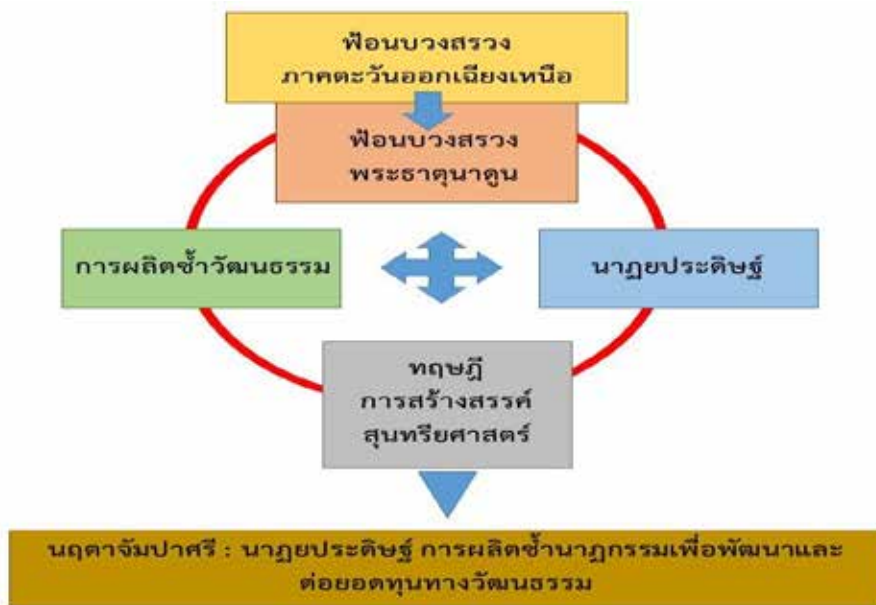 ฟ้อนบวงสรวง
ภาคตะวันออกเฉียงเหนือ
ฟ้อนบวงสรวง
พระธาตุนาดูน
การผลิตซ้ำวัฒนธรรม
นาฏยประดิษฐ์
ทฤษฎี
การสร้างสรรค์
สุนทรียศาสตร์
นฤตาจัมปาศรี : นาฏยประดิษฐ์ การผลิตซ้ำนาฏกรรมเพื่อพัฒนาและ
ต่อยอดทุนทางวัฒนธรรม